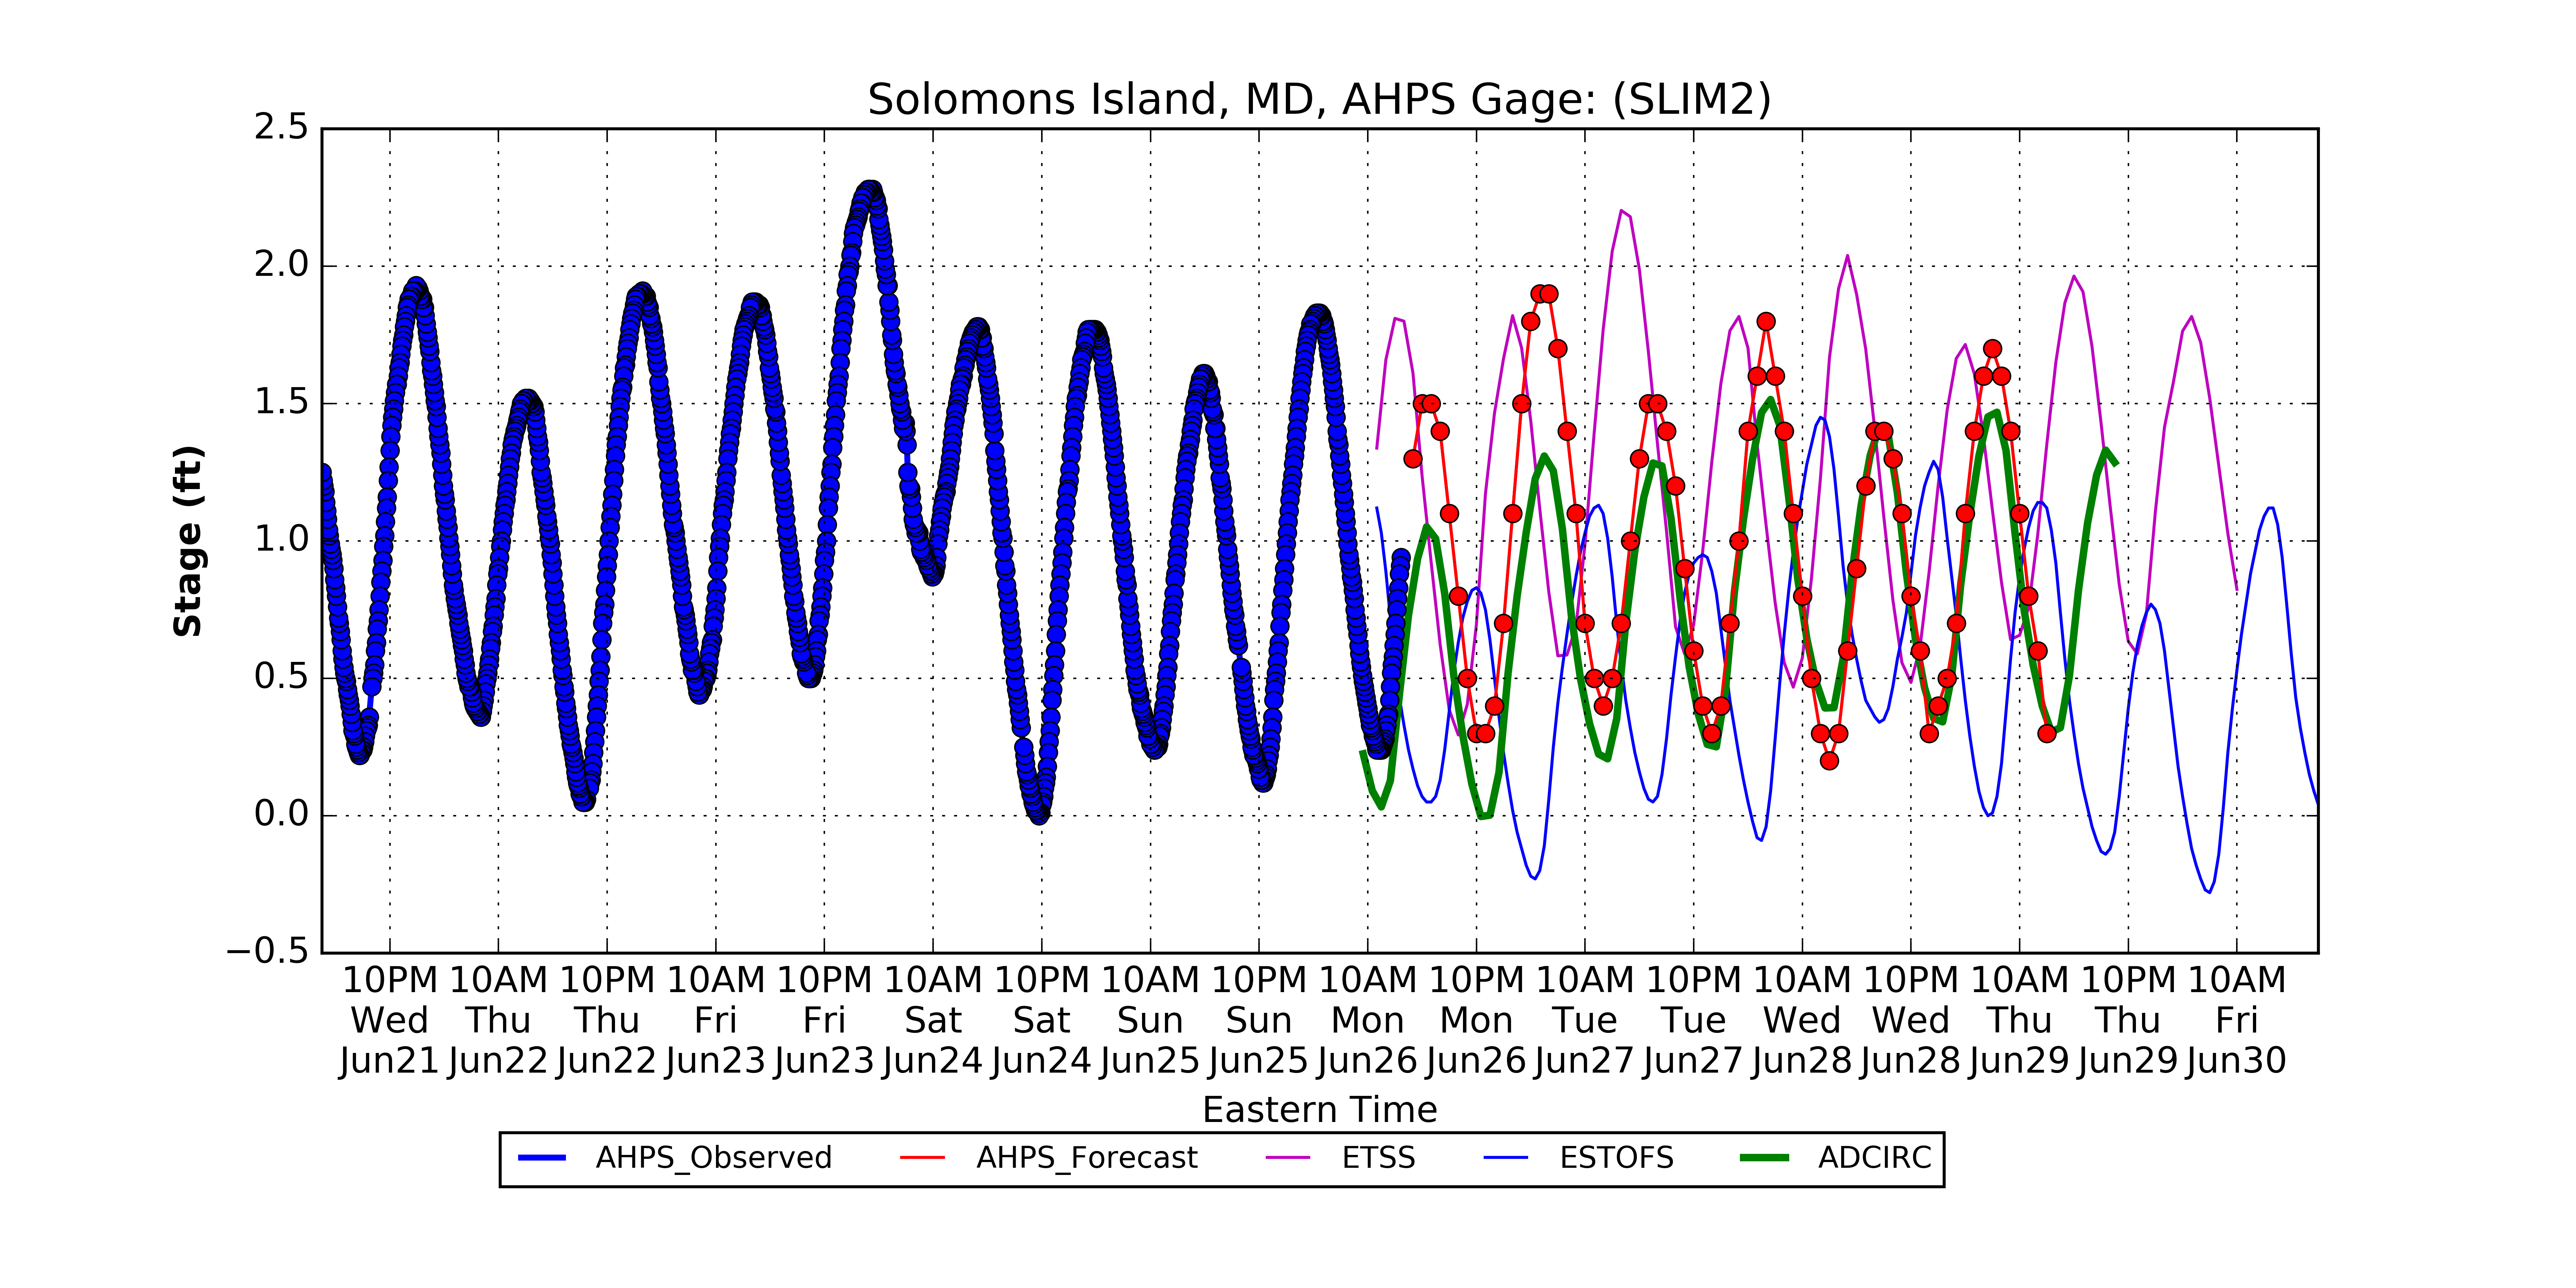 Solomons Island, MD, AHPS Gage: (SLIM2)
2.5
2.0
1.5
1.0
0.5
0.0
−0.5
Stage (ft)
10PM 10AM 10PM 10AM 10PM 10AM 10PM 10AM 10PM 10AM 10PM 10AM 10PM 10AM 10PM 10AM 10PM 10AM
Wed Thu Thu Fri Fri Sat Sat Sun Sun Mon Mon Tue Tue Wed Wed Thu Thu Fri
Jun21 Jun22 Jun22 Jun23 Jun23 Jun24 Jun24 Jun25 Jun25 Jun26 Jun26 Jun27 Jun27 Jun28 Jun28 Jun29 Jun29 Jun30
Eastern Time
AHPS_Observed AHPS_Forecast ETSS ESTOFS ADCIRC